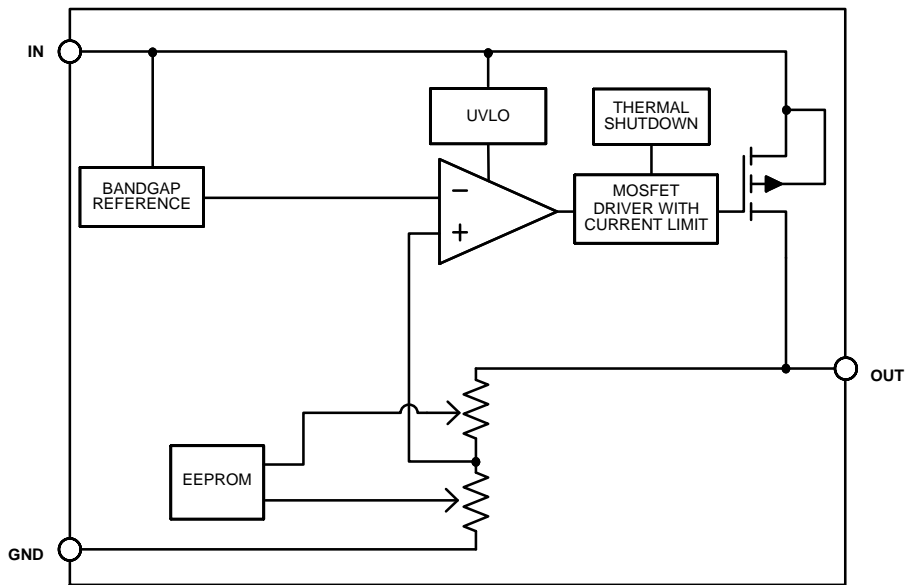 IN
UVLO
THERMAL
SHUTDOWN
BANDGAP
REFERENCE
−
+
MOSFET
DRIVER WITH
CURRENT LIMIT
OUT
EEPROM
GND